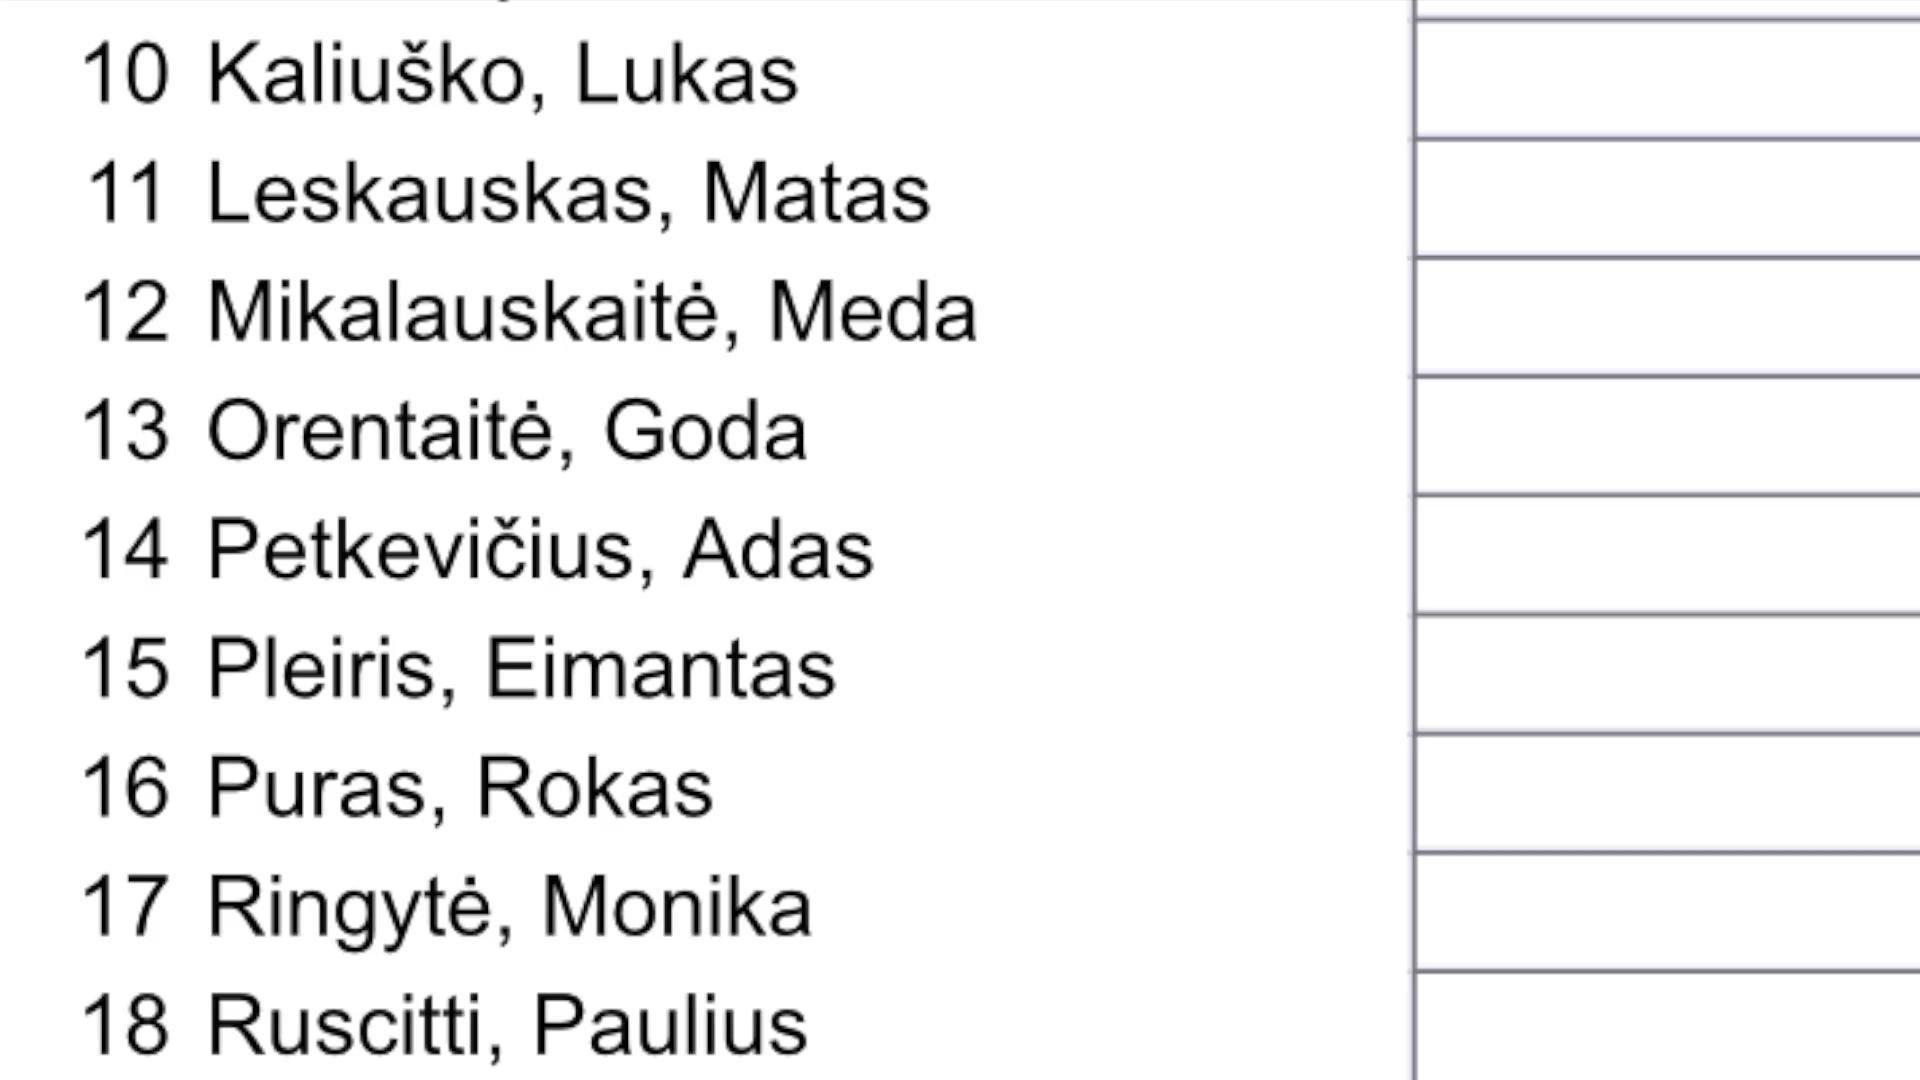 10 Kaliuško, Lukas
11 Leskauskas, Matas
12 Mikalauskaitė, Meda
13 Orentaitė, Goda
14 Petkevičius, Adas
15 Pleiris, Eimantas
16 Puras, Rokas
17 Ringytė, Monika
18 Ruscitti, Paulius